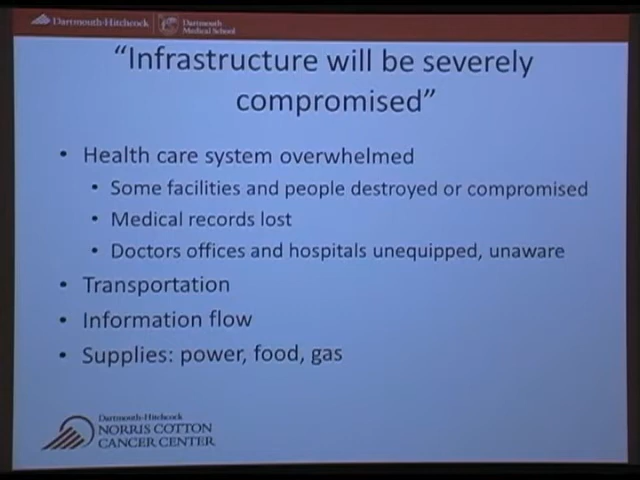 Dartmouth-Hitchcock
Dartmouth
Medical School
“Infrastructure will be severely
compromised”
• Health care system overwhelmed
• Some facilities and people destroyed or compromised
• Medical records lost
• Doctors offices and hospitals unequipped, unaware
• Transportation
• Information flow
• Supplies: power, food, gas
Dartmouth-Hitchcock
NORRIS COTTON
CANCER CENTER